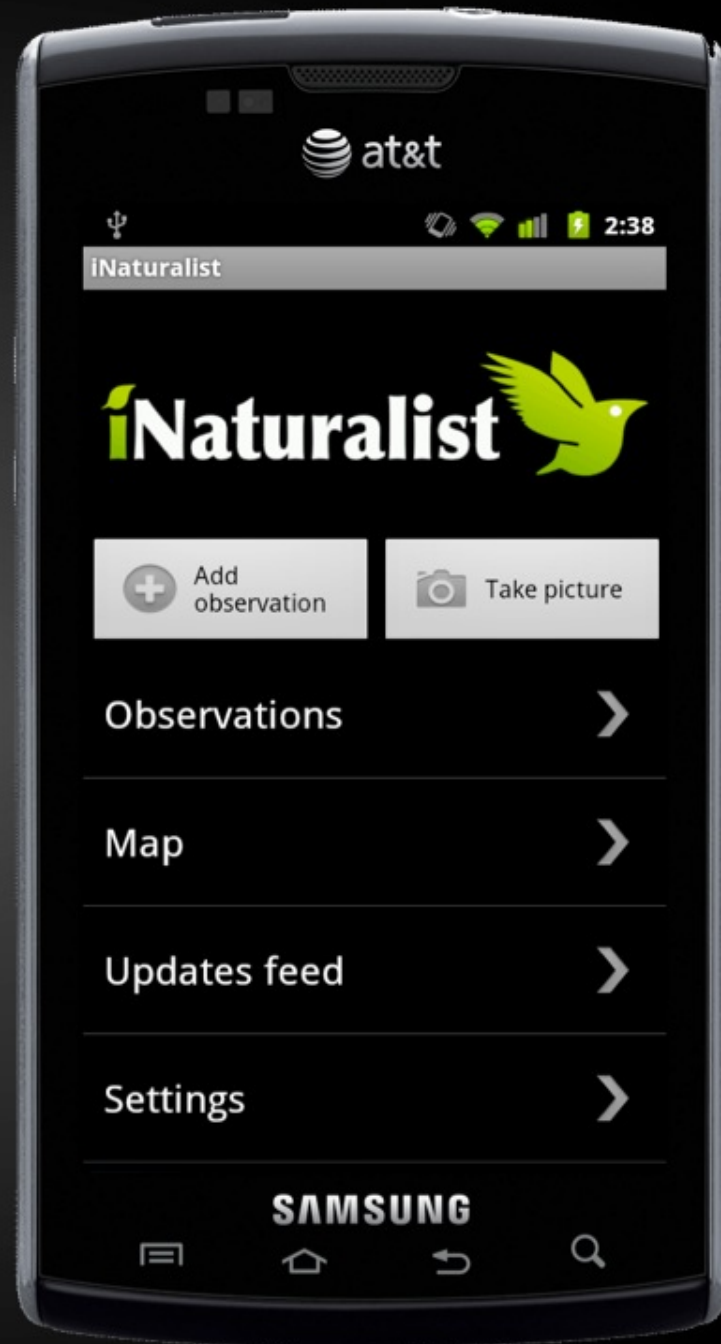 at&t
2:38
iNaturalist
iNaturalist
Add
observation
Take picture
Observations
Map
Updates feed
Settings
SAMSUNG